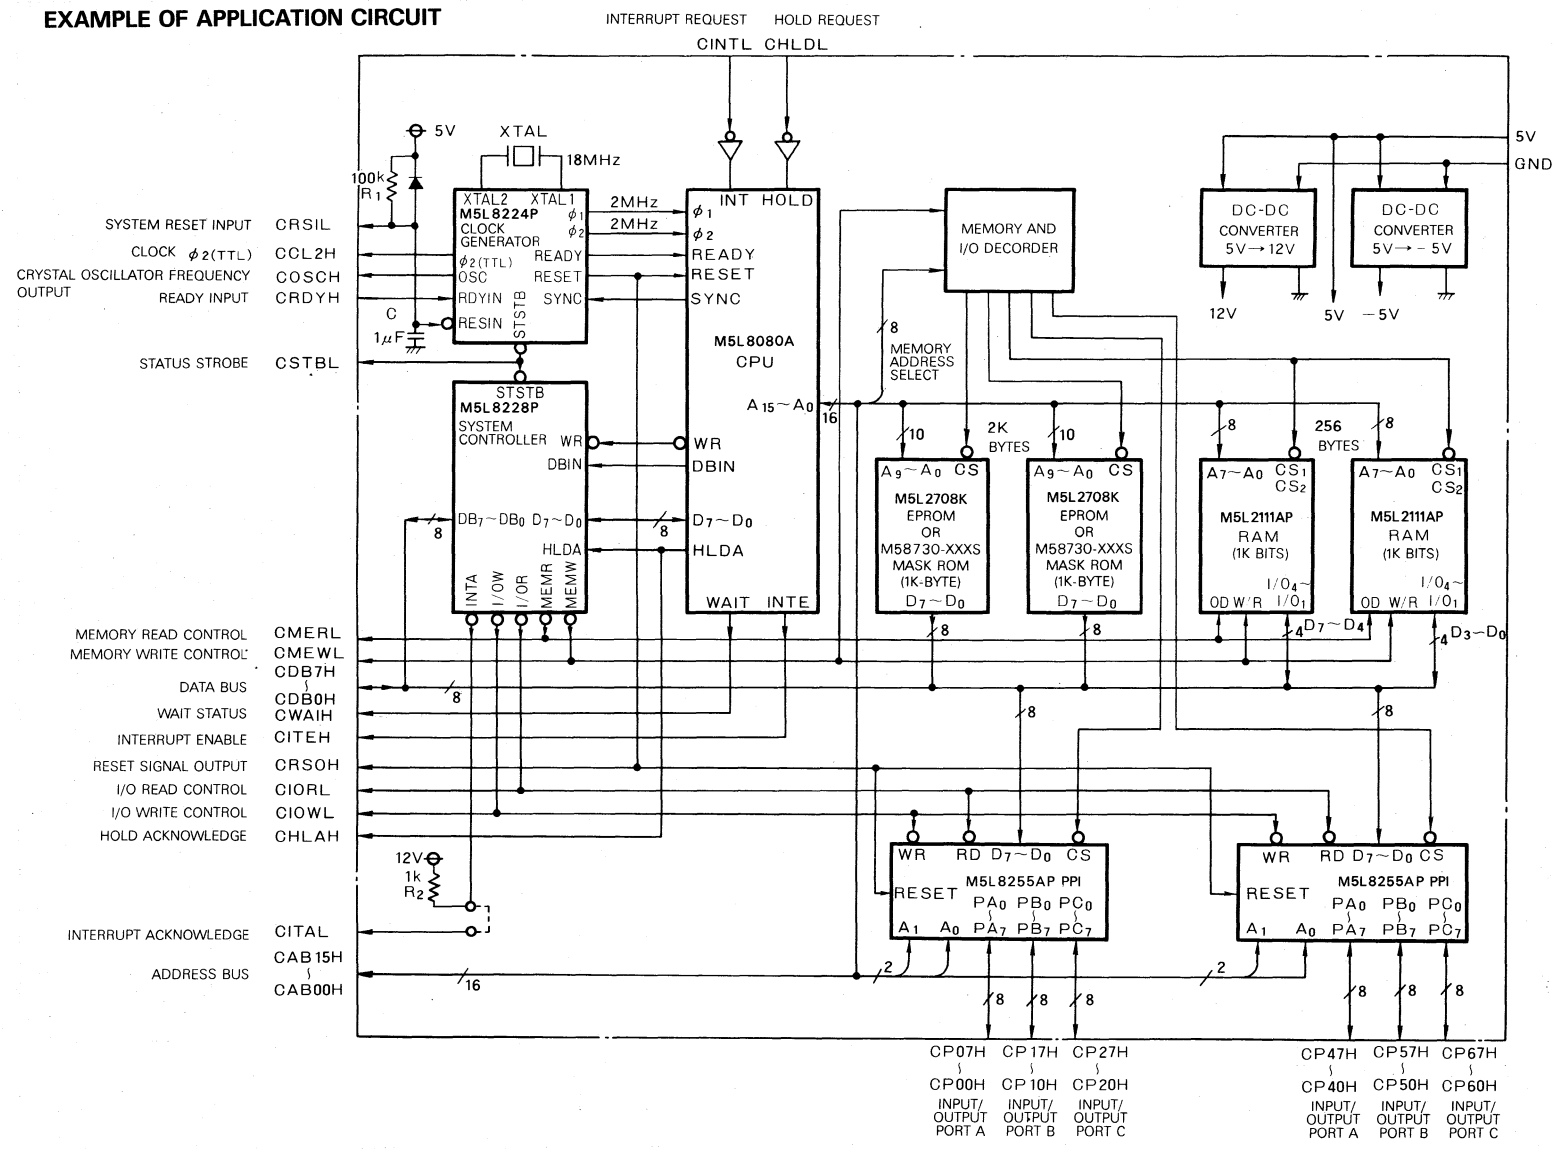 EXAMPLE OF APPLICATION CIRCUIT
INTERRUPT REQUEST HOLD REQUEST
CINTL CHLDL
5V
XTAL
18MHz
100k
R1
C
1μF
XTAL2 XTAL1
M5L8224P
CLOCK
GENERATOR
φ1
φ2
φ2(TTL)
READY
OSC
RESET
RDYIN
SYNC
RESIN
STSTB
2MHz
2MHz
SYSTEM RESET INPUT CRSIL
CLOCK φ2(TTL) CCL2H
CRYSTAL OSCILLATOR FREQUENCY
OUTPUT
COSCH
READY INPUT CRDYH
STATUS STROBE CSTBL
INT HOLD
φ1
φ2
READY
RESET
SYNC
M5L8080A
CPU
A15~A0
16
WR
DBIN
D7~D0
HLDA
WAIT INTE
STSTB
M5L8228P
SYSTEM
CONTROLLER
WR
DBIN
DB7~DB0 D7~D0
8
8
HLDA
INTA
I/OW
I/OR
MEMR
MEMW
MEMORY AND
I/O DECORDER
8
MEMORY
ADDRESS
SELECT
5V
GND
DC-DC
CONVERTER
5V→12V
DC-DC
CONVERTER
5V→-5V
12V
5V
-5V
10
2K
BYTES
10
8
256
BYTES
8
A9~A0 CS
M5L2708K
EPROM
OR
M58730-XXXS
MASK ROM
(1K-BYTE)
D7~D0
8
A9~A0 CS
M5L2708K
EPROM
OR
M58730-XXXS
MASK ROM
(1K-BYTE)
D7~D0
8
A7~A0 CS1
CS2
M5L2111AP
RAM
(1K BITS)
I/O4~
OD W/R I/O1
4 D7~D4
A7~A0 CS1
CS2
M5L2111AP
RAM
(1K BITS)
I/O4~
OD W/R I/O1
4 D3~D0
MEMORY READ CONTROL CMERL
MEMORY WRITE CONTROL CMEWL
CDB7H
DATA BUS ~
CDB0H
8
WAIT STATUS CWAIH
INTERRUPT ENABLE CITEH
RESET SIGNAL OUTPUT CRSOH
I/O READ CONTROL CIORL
I/O WRITE CONTROL CIOWL
HOLD ACKNOWLEDGE CHLAH
12V
1k
R2
INTERRUPT ACKNOWLEDGE CITAL
CAB15H
ADDRESS BUS ~
CAB00H
16
8
8
WR RD D7~D0 CS
M5L8255AP PPI
RESET
PA0 PB0 PC0
~ ~ ~
A1 A0 PA7 PB7 PC7
2
8 8 8
WR RD D7~D0 CS
M5L8255AP PPI
RESET
PA0 PB0 PC0
~ ~ ~
A1 A0 PA7 PB7 PC7
2
8 8 8
CP07H CP17H CP27H
~ ~ ~
CP00H CP10H CP20H
INPUT/ INPUT/ INPUT/
OUTPUT OUTPUT OUTPUT
PORT A PORT B PORT C
CP47H CP57H CP67H
~ ~ ~
CP40H CP50H CP60H
INPUT/ INPUT/ INPUT/
OUTPUT OUTPUT OUTPUT
PORT A PORT B PORT C